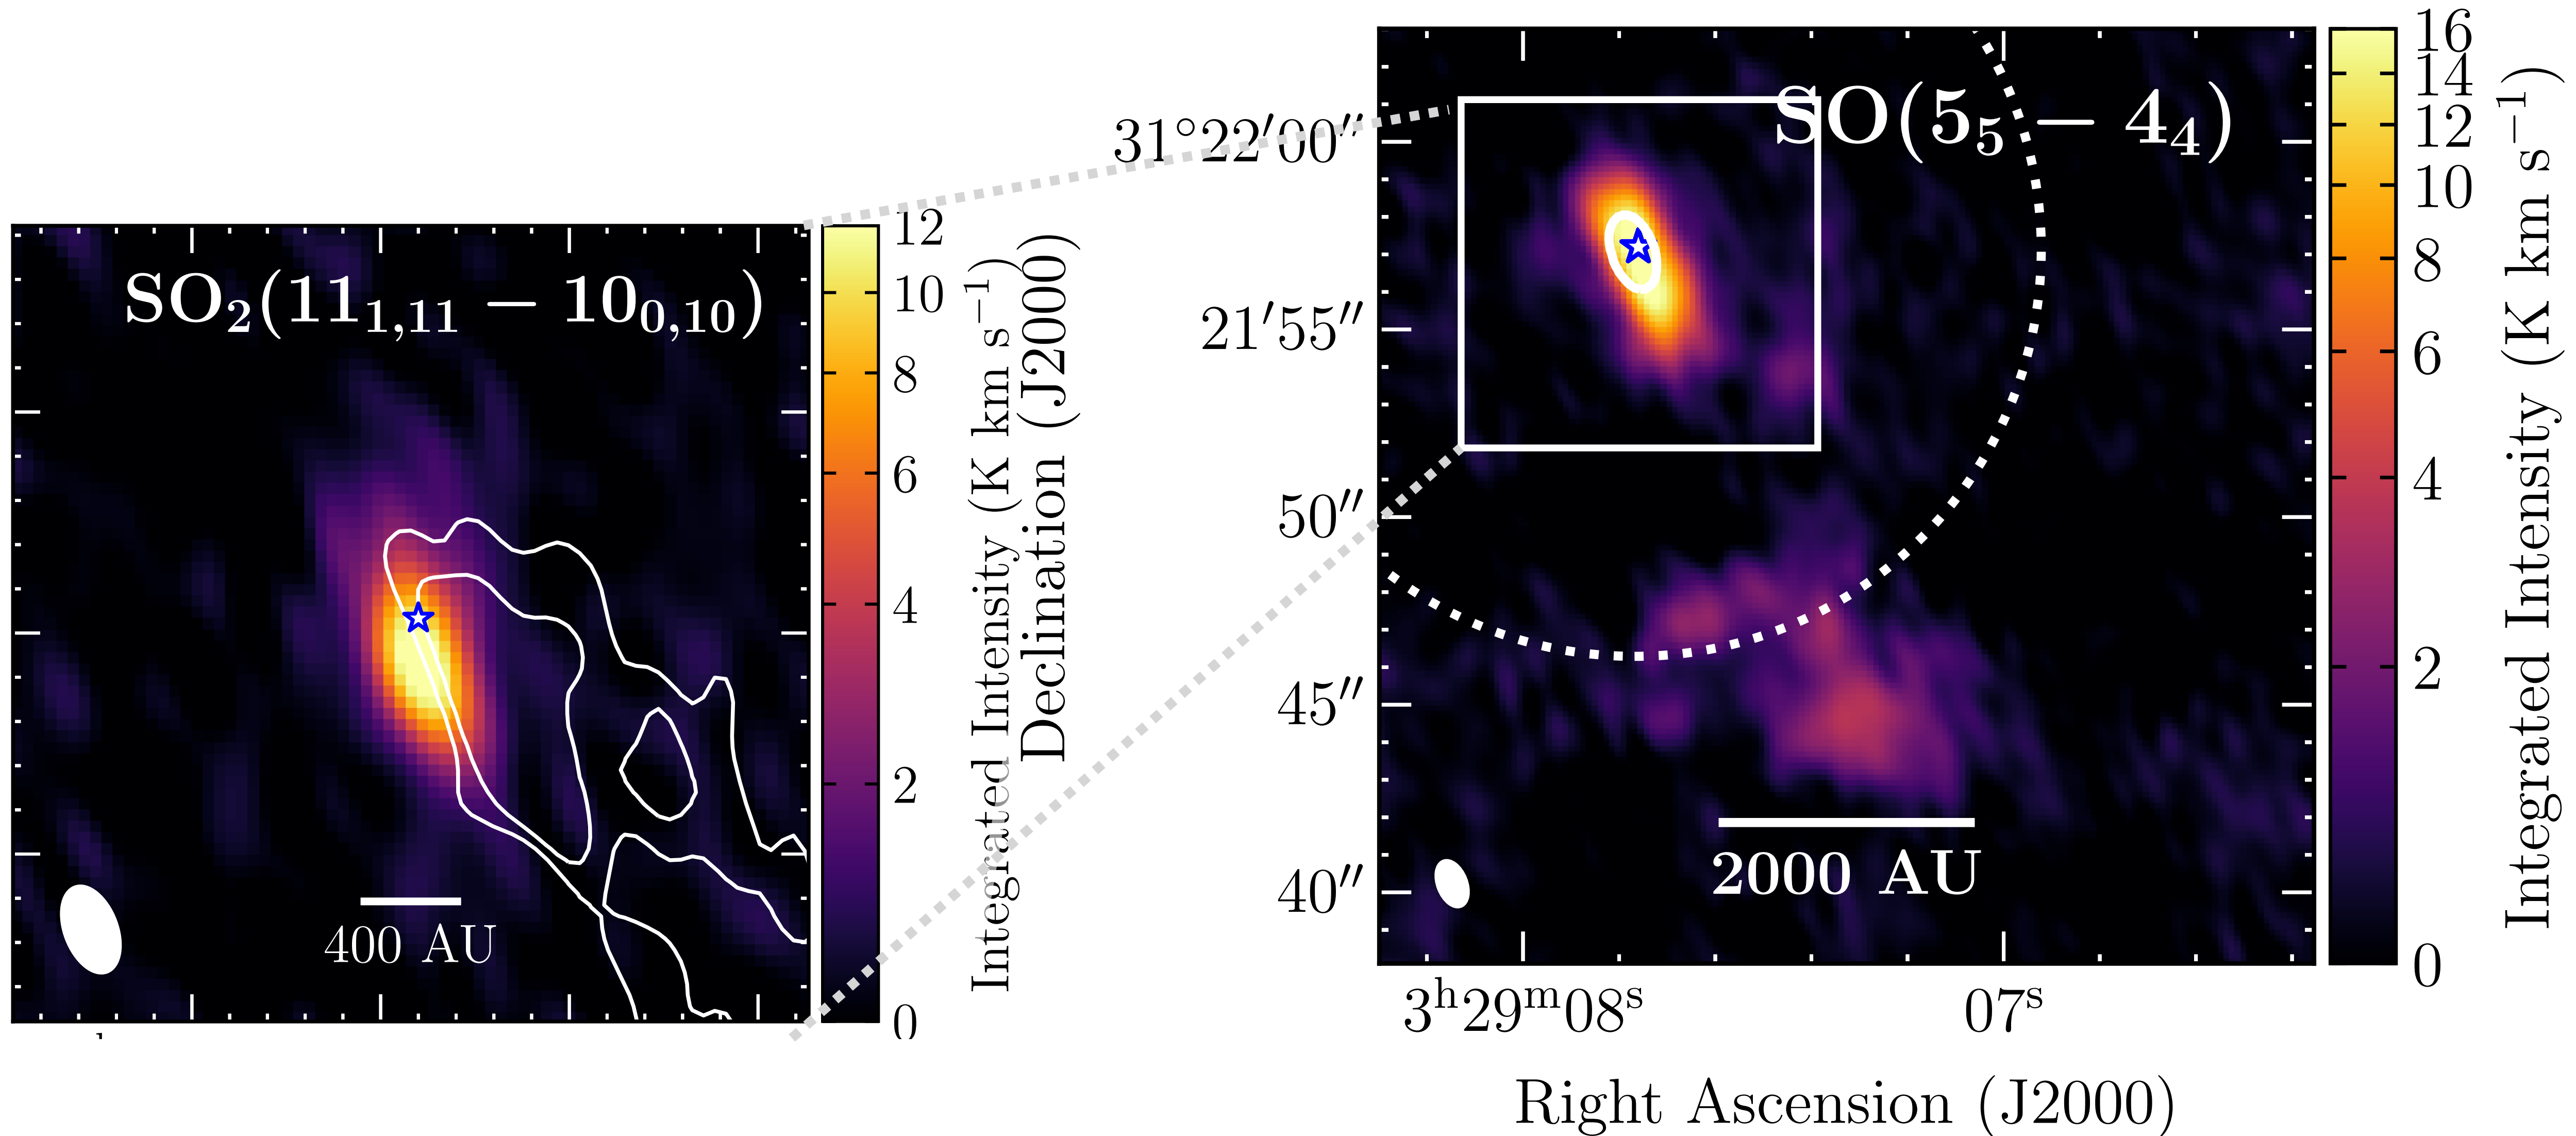 SO₂(11₁,₁₁ − 10₀,₁₀)
400 AU
12
10
8
6
4
2
0
Integrated Intensity (K km s⁻¹)
Declination (J2000)
31°22′00″
21′55″
50″
45″
40″
SO(5₅ − 4₄)
2000 AU
3ʰ29ᵐ08ˢ
07ˢ
Right Ascension (J2000)
16
14
12
10
8
6
4
2
0
Integrated Intensity (K km s⁻¹)